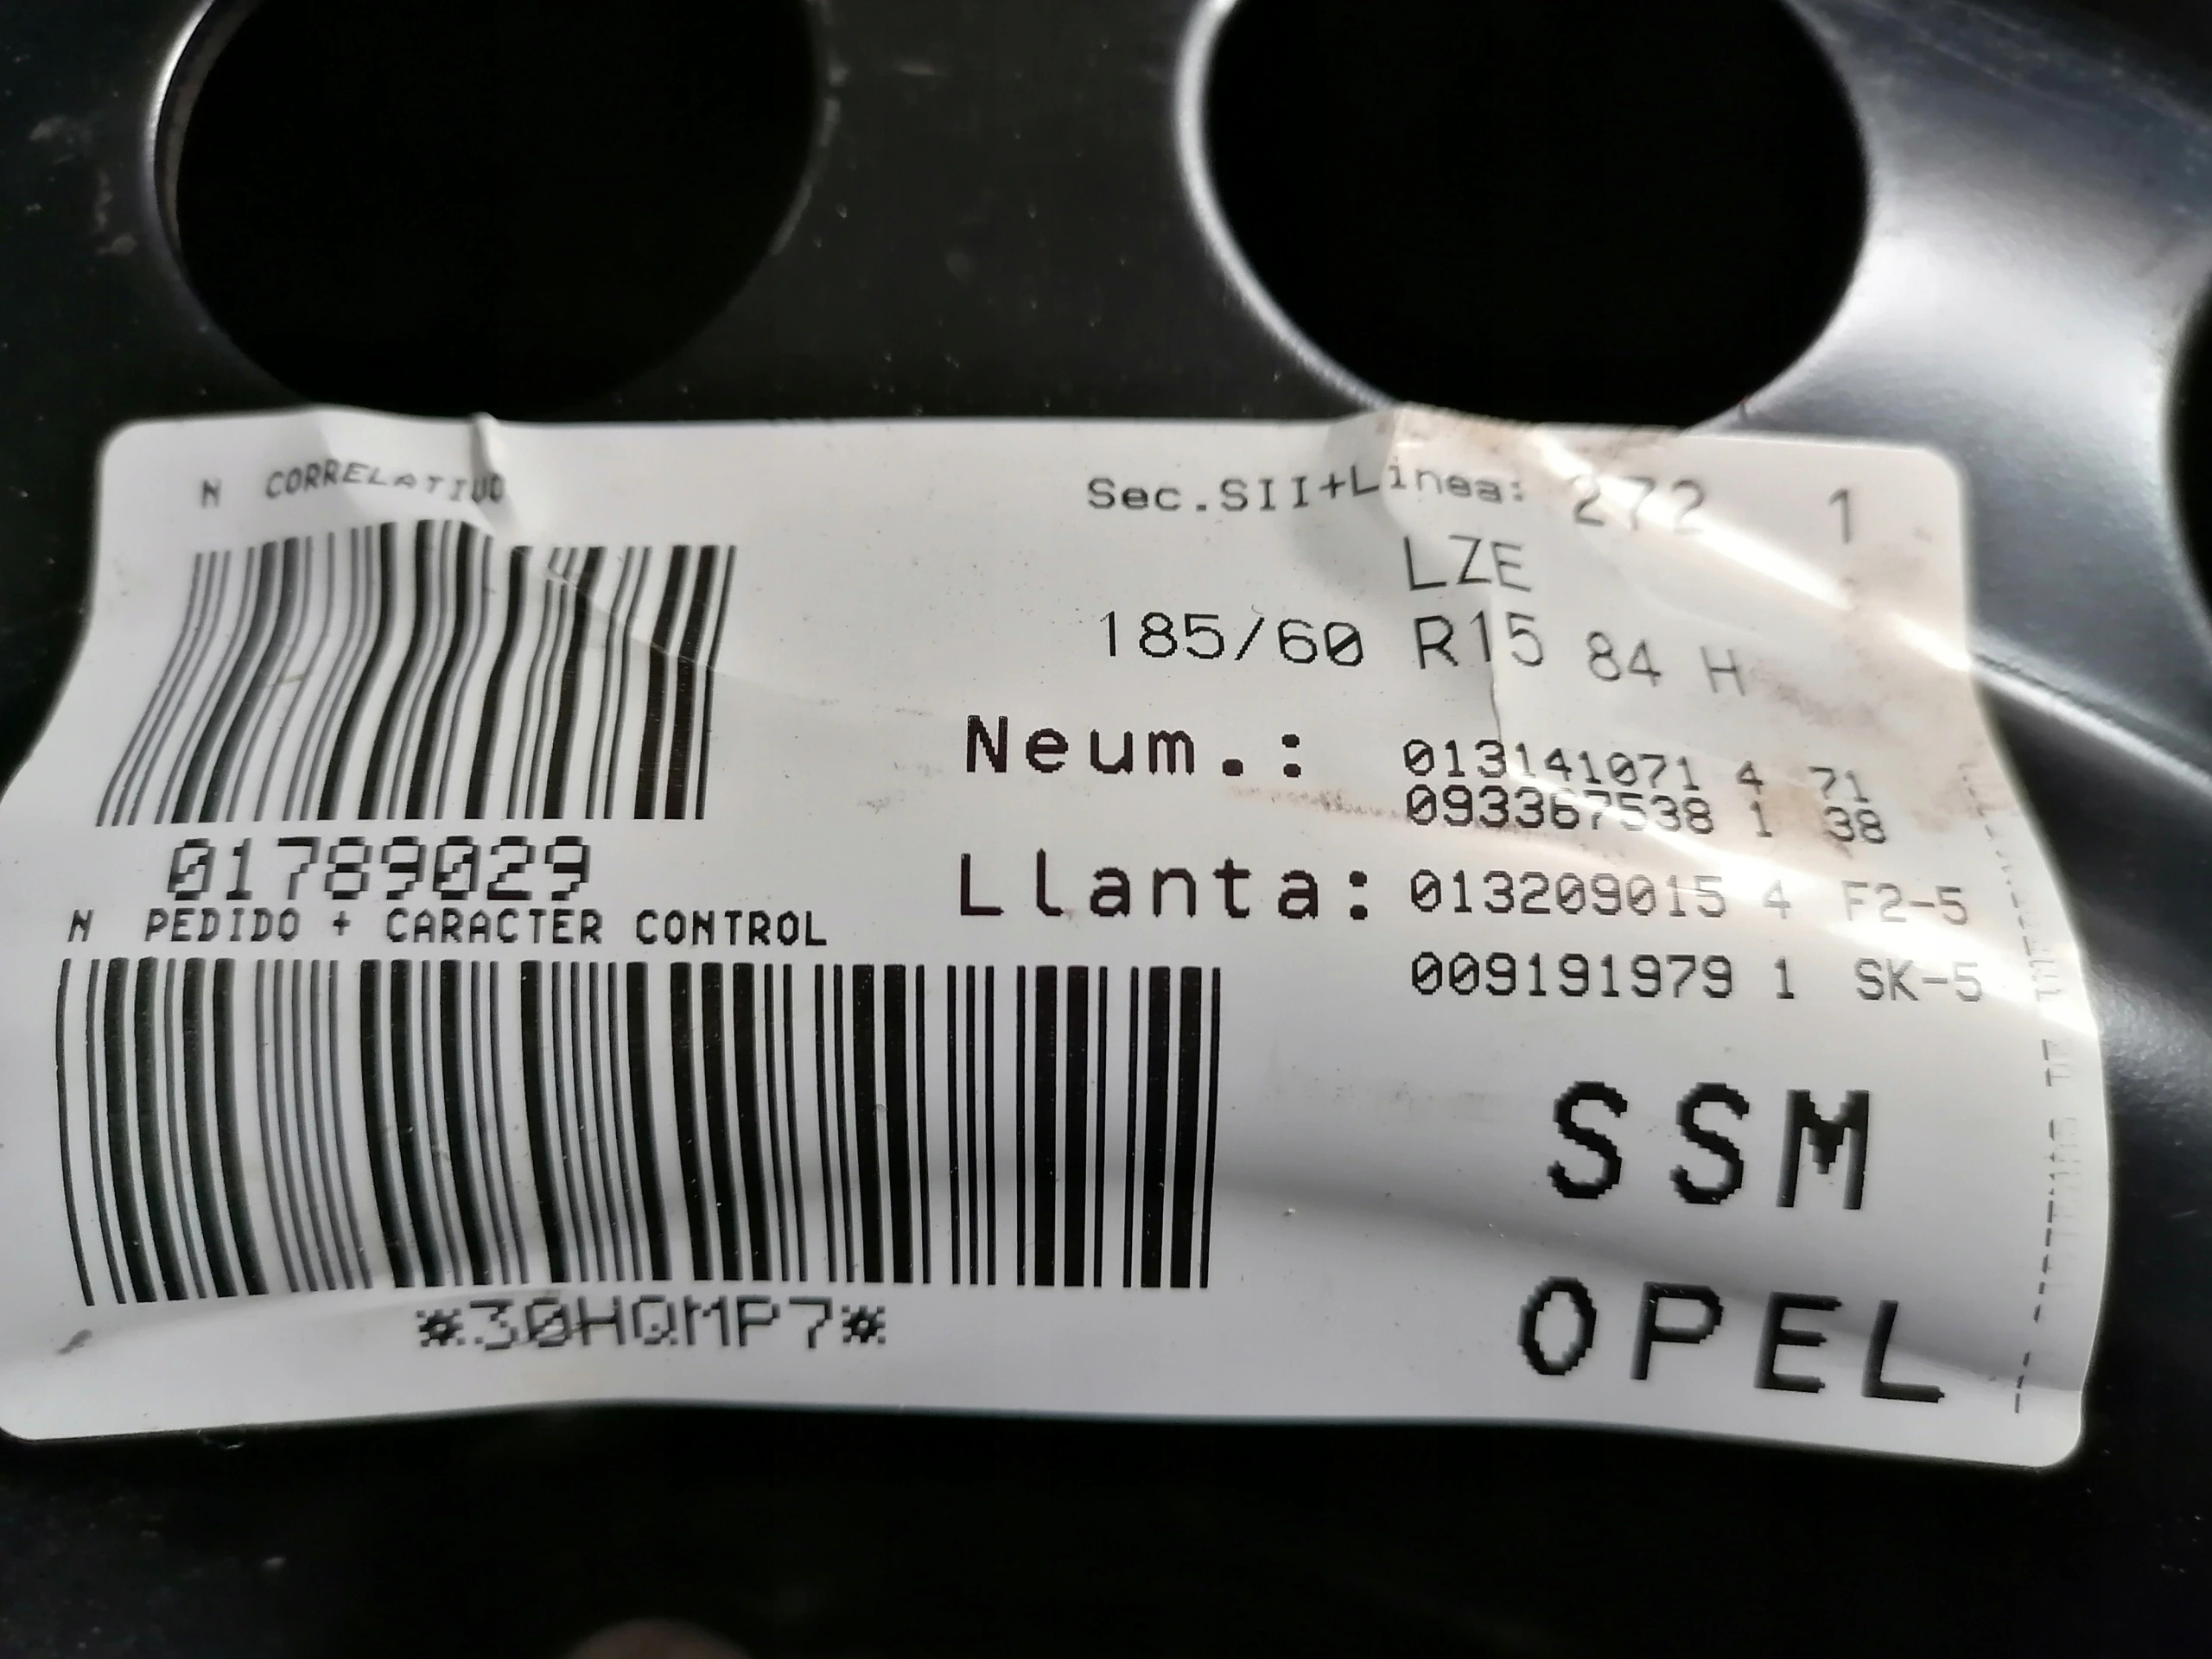 N CORRELATIVO
01789029
N PEDIDO + CARACTER CONTROL
*30HQMP7*
Sec.SII+Linea: 272 1
LZE
185/60 R15 84 H
Neum.: 013141071 4 71
093367538 1 38
Llanta: 013209015 4 F2-5
009191979 1 SK-5
SSM
OPEL